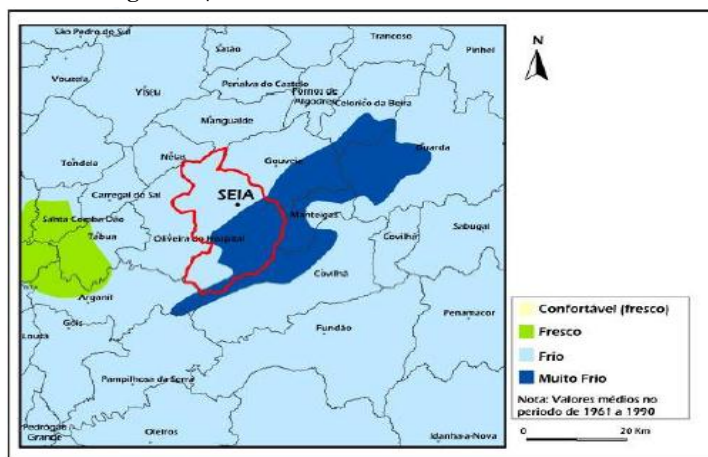 São Pedro do Sul
Satão
Trancoso
Pinhel
N
Vouzela
Viseu
Penalva do Castelo
Fornos de
Algodres
Celorico da Beira
Mangualde
Tondela
Nelas
Gouveia
Guarda
Carregal do Sal
SEIA
Santa Comba Dão
Tábua
Oliveira do Hospital
Manteigas
Covilhã
Sabugal
Covilhã
Arganil
Góis
Lousã
Fundão
Penamacor
Pampilhosa da Serra
Pedrógão
Grande
Oleiros
Idanha-a-Nova
Confortável (fresco)
Fresco
Frio
Muito Frio
Nota: Valores médios no
período de 1961 a 1990
0 20 Km